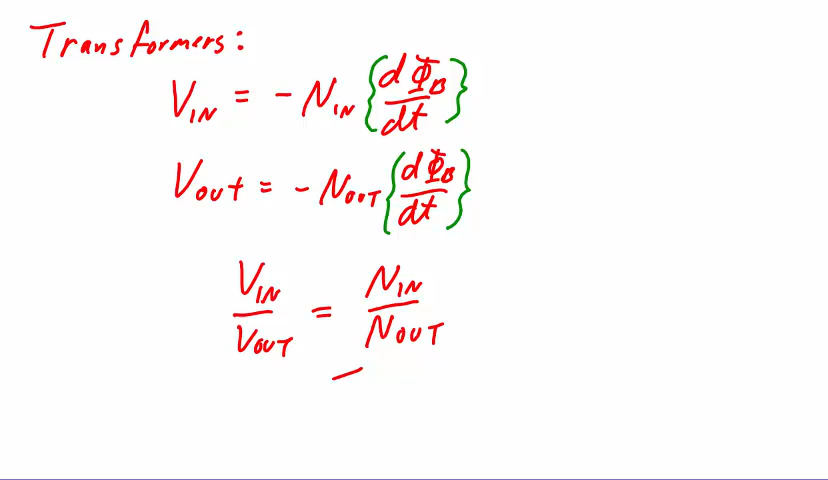 Transformers:
V_IN = - N_IN {dΦ_B/dt}
V_OUT = - N_OUT {dΦ_B/dt}
V_IN/V_OUT = N_IN/N_OUT